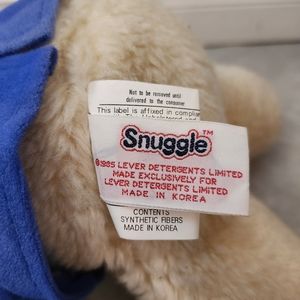 Not to be removed until
delivered to the consumer
This label is affixed in complian
Snuggle™
©1985 LEVER DETERGENTS LIMITED
MADE EXCLUSIVELY FOR
LEVER DETERGENTS LIMITED
MADE IN KOREA
CONTENTS
SYNTHETIC FIBERS
MADE IN KOREA